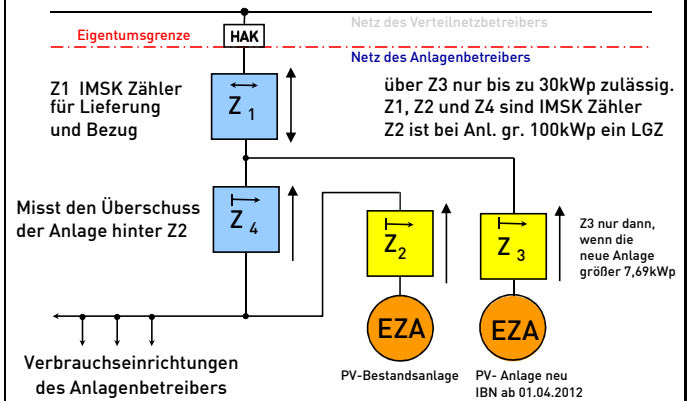 Netz des Verteilnetzbetreibers
Eigentumsgrenze
HAK
Netz des Anlagenbetreibers
Z1 IMSK Zähler
für Lieferung
und Bezug
Z 1
über Z3 nur bis zu 30kWp zulässig.
Z1, Z2 und Z4 sind IMSK Zähler
Z2 ist bei Anl. gr. 100kWp ein LGZ
Misst den Überschuss
der Anlage hinter Z2
Z 4
Z 2
Z 3
Z3 nur dann,
wenn die
neue Anlage
größer 7,69kWp
EZA
EZA
Verbrauchseinrichtungen
des Anlagenbetreibers
PV-Bestandsanlage
PV- Anlage neu
IBN ab 01.04.2012